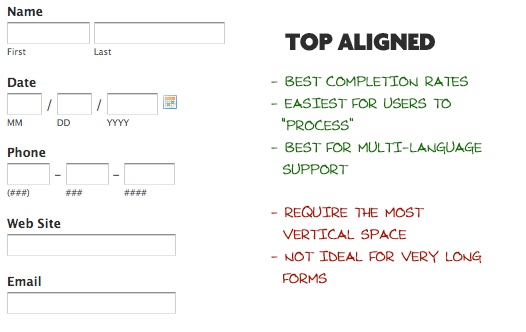 Name
First Last
Date
/ /
MM DD YYYY
Phone
- -
(###) ### ####
Web Site
Email
TOP ALIGNED
- BEST COMPLETION RATES
- EASIEST FOR USERS TO
"PROCESS"
- BEST FOR MULTI-LANGUAGE
SUPPORT
- REQUIRE THE MOST
VERTICAL SPACE
- NOT IDEAL FOR VERY LONG
FORMS